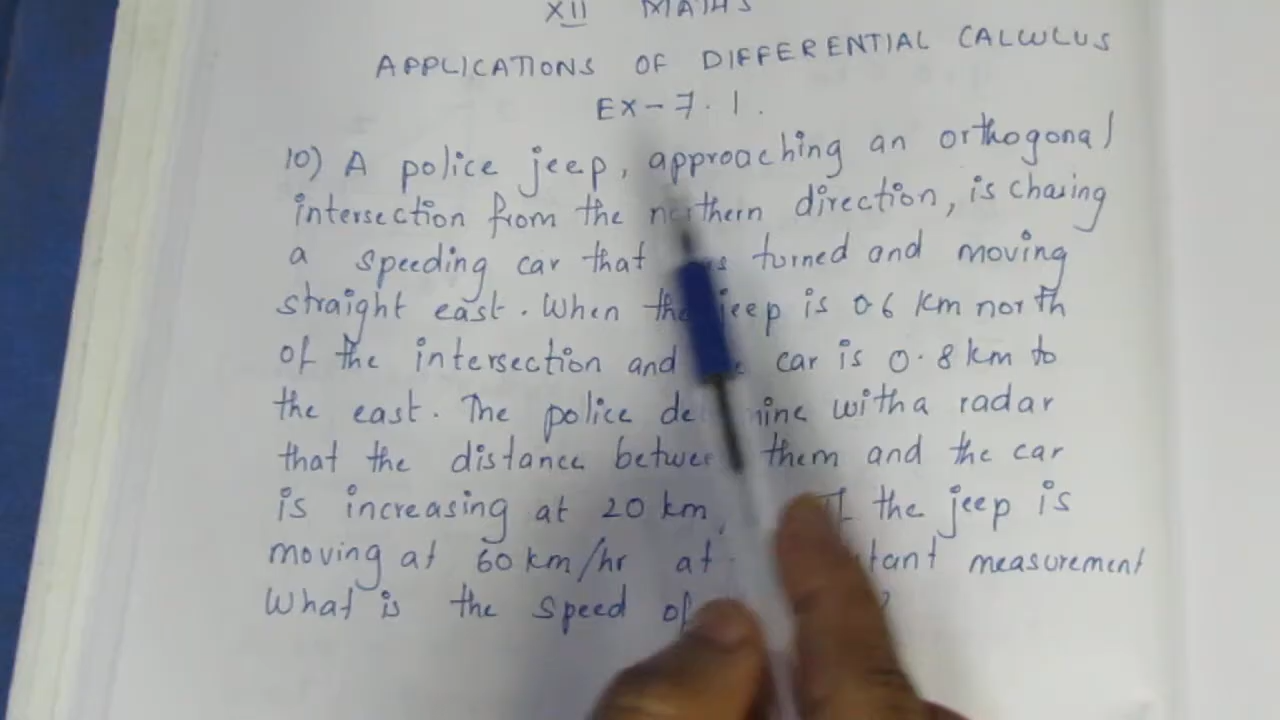 XII MATHS
APPLICATIONS OF DIFFERENTIAL CALCULUS
EX-7.1.
10) A police jeep, approaching an orthogonal
intersection from the northern direction, is chasing
a speeding car that turned and moving
straight east. When the jeep is 0.6 km north
of the intersection and car is 0.8 km to
the east. The police with a radar
that the distance between them and the car
is increasing at 20 km the jeep is
moving at 60 km/hr at measurement
What is the speed of ?